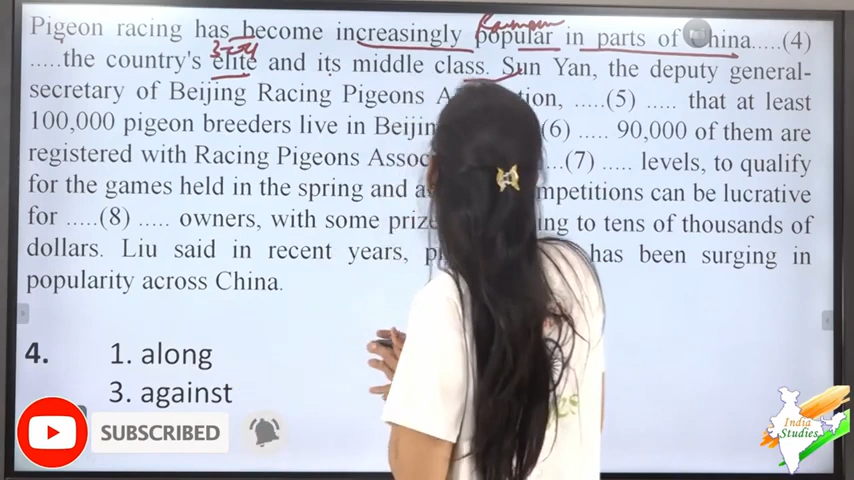 Pigeon racing has become increasingly popular in parts of China.....(4)
.....the country's elite and its middle class. Sun Yan, the deputy general-
secretary of Beijing Racing Pigeons A tion, .....(5) ..... that at least
100,000 pigeon breeders live in Beijin (6) ..... 90,000 of them are
registered with Racing Pigeons Assoc ...(7) ..... levels, to qualify
for the games held in the spring and a mpetitions can be lucrative
for .....(8) ..... owners, with some prize ing to tens of thousands of
dollars. Liu said in recent years, has been surging in
popularity across China.
4. 1. along
3. against
SUBSCRIBED
India
Studies